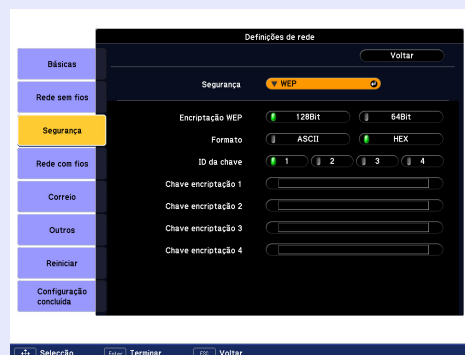 Definições de rede
Voltar
Básicas
Rede sem fios
Segurança
Rede com fios
Correio
Outros
Reiniciar
Configuração
concluída
Segurança WEP
Encriptação WEP 128Bit 64Bit
Formato ASCII HEX
ID da chave 1 2 3 4
Chave encriptação 1
Chave encriptação 2
Chave encriptação 3
Chave encriptação 4
Selecção Enter Terminar ESC Voltar